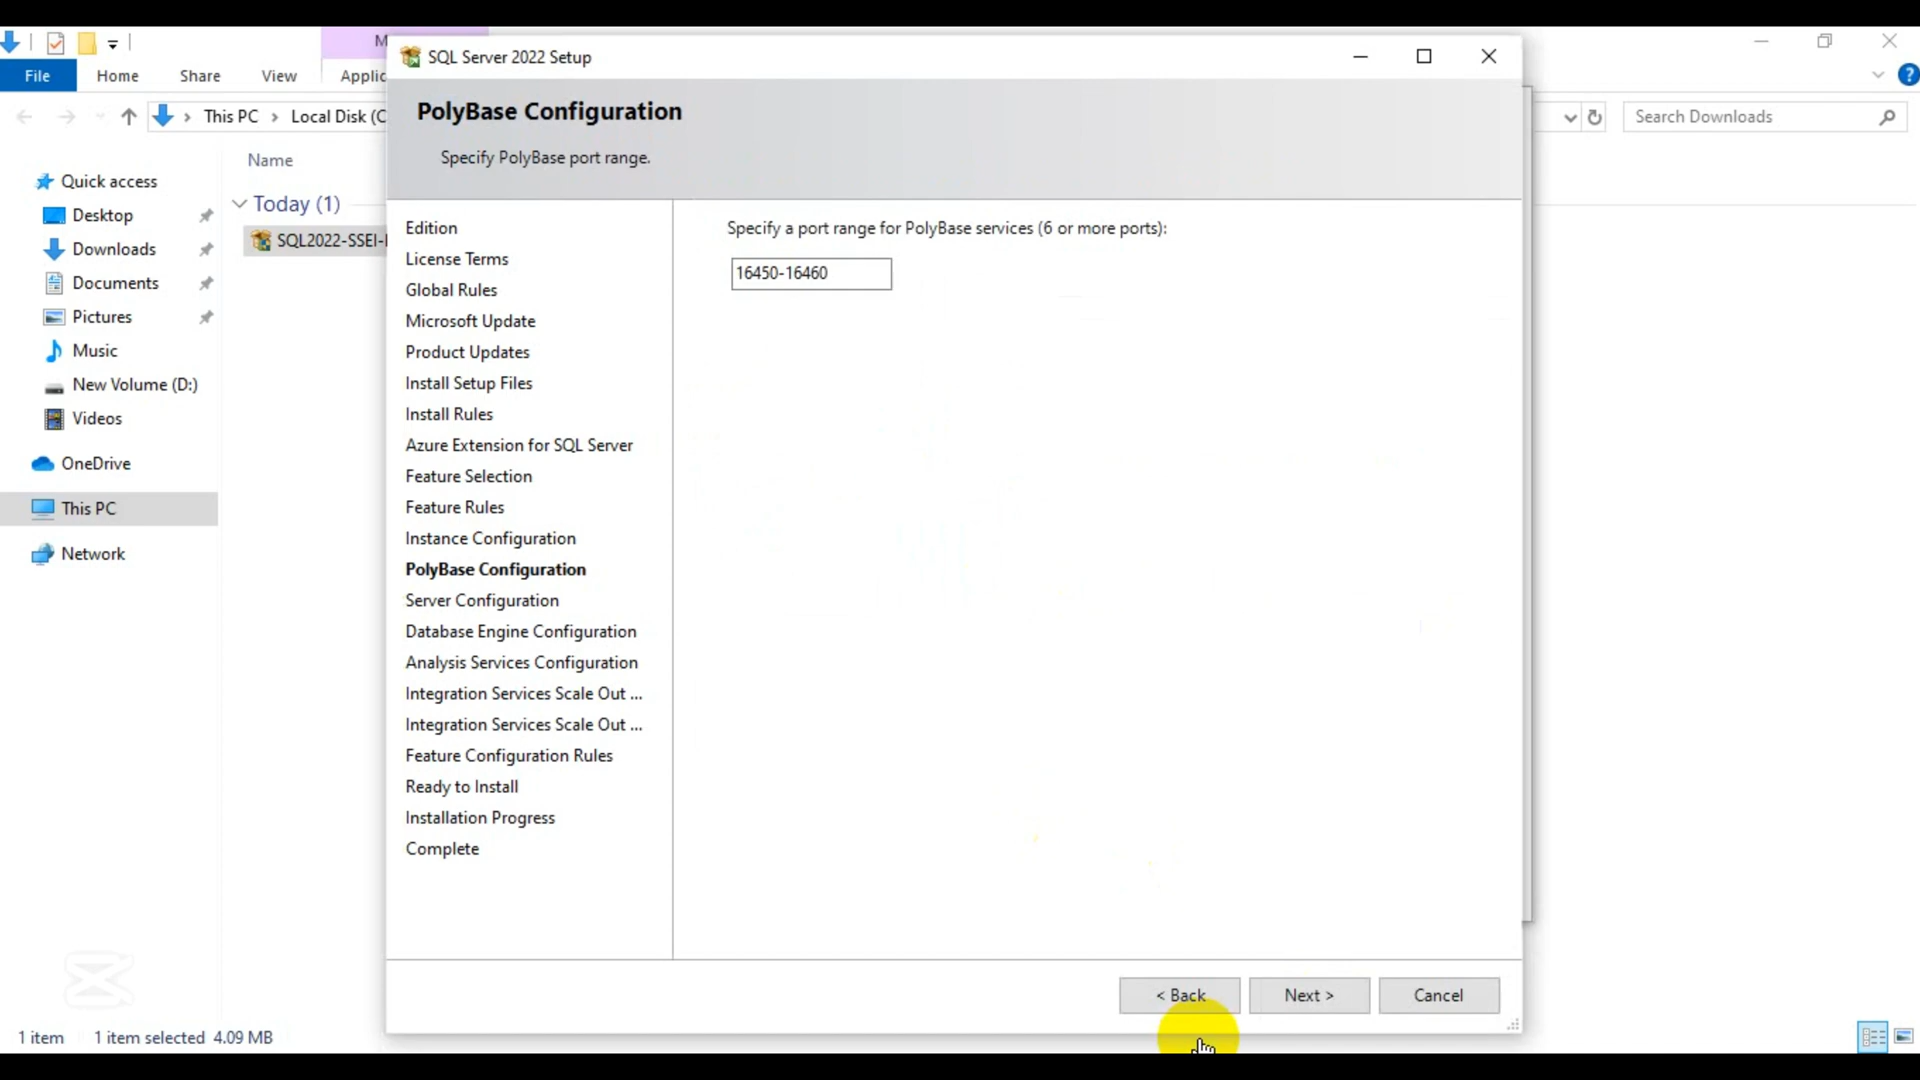 SQL Server 2022 Setup
File
Home
Share
View
This PC
Local Disk (C
Search Downloads
PolyBase Configuration
Specify PolyBase port range.
Name
Today (1)
Quick access
Desktop
Downloads
Documents
Pictures
Music
New Volume (D:)
Videos
OneDrive
This PC
Network
Edition
License Terms
Global Rules
Microsoft Update
Product Updates
Install Setup Files
Install Rules
Azure Extension for SQL Server
Feature Selection
Feature Rules
Instance Configuration
PolyBase Configuration
Server Configuration
Database Engine Configuration
Analysis Services Configuration
Integration Services Scale Out ...
Integration Services Scale Out ...
Feature Configuration Rules
Ready to Install
Installation Progress
Complete
Specify a port range for PolyBase services (6 or more ports):
16450-16460
< Back
Next >
Cancel
1 item
1 item selected 4.09 MB